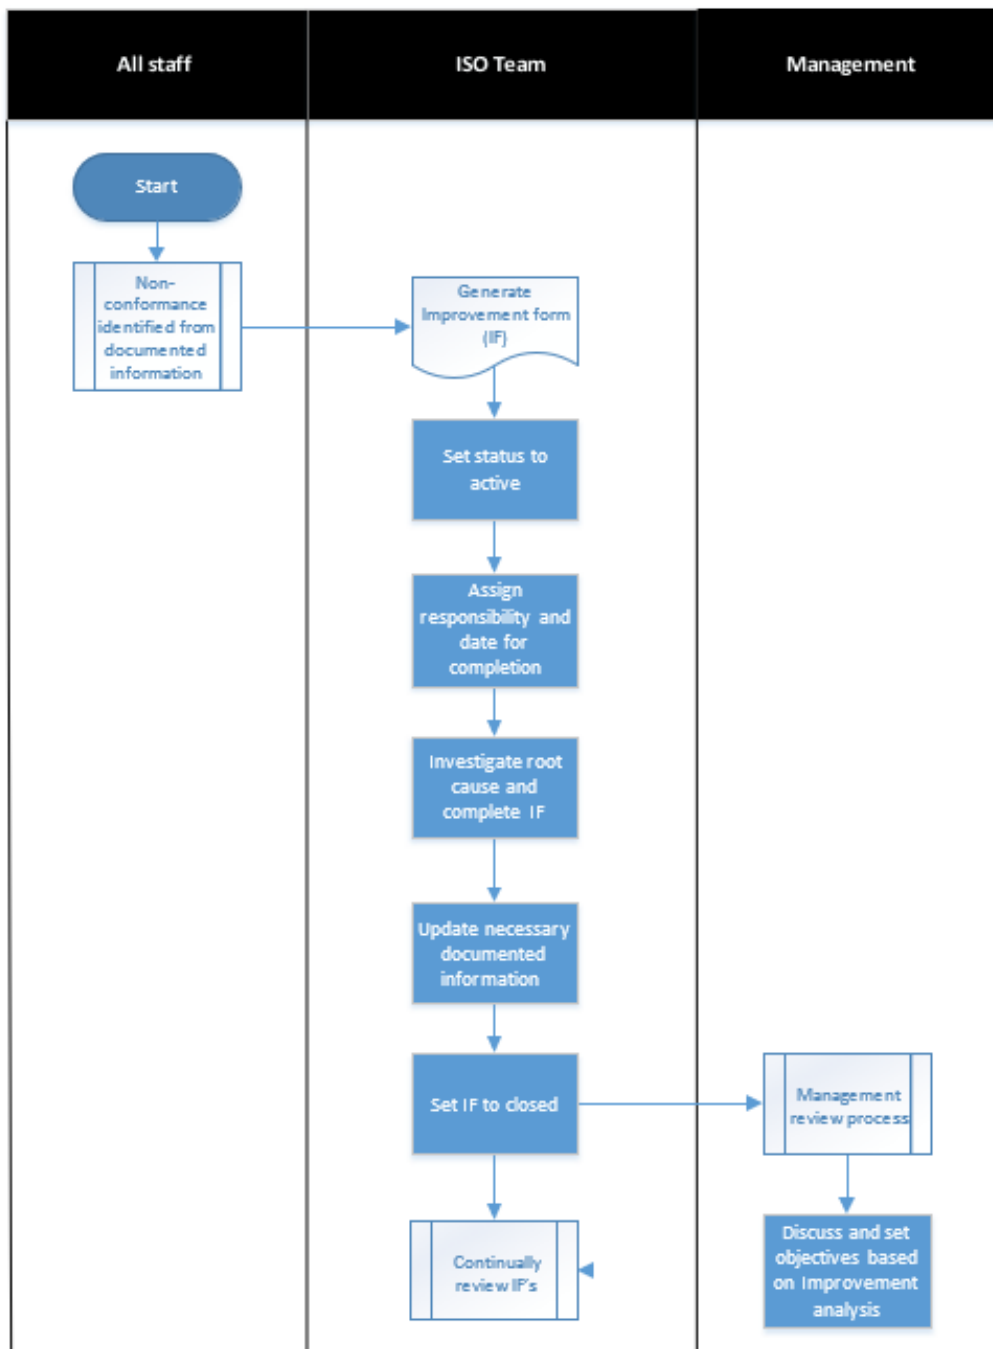 All staff
ISO Team
Management
Start
Non-
conformance
identified from
documented
information
Generate
Improvement form
(IF)
Set status to
active
Assign
responsibility and
date for
completion
Investigate root
cause and
complete IF
Update necessary
documented
information
Set IF to closed
Management
review process
Continually
review IF's
Discuss and set
objectives based
on Improvement
analysis